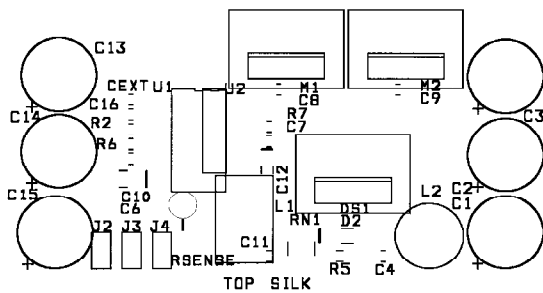 C13
CEXT U1 U2
M1
M2
C16
C8
C9
C14
R2
R7
C3
C7
R6
C12
C15
C10
C6
L1
DS1
L2
C2
RN1
D2
C1
J2 J3 J4
C11
RSENSE
R5
C4
TOP SILK